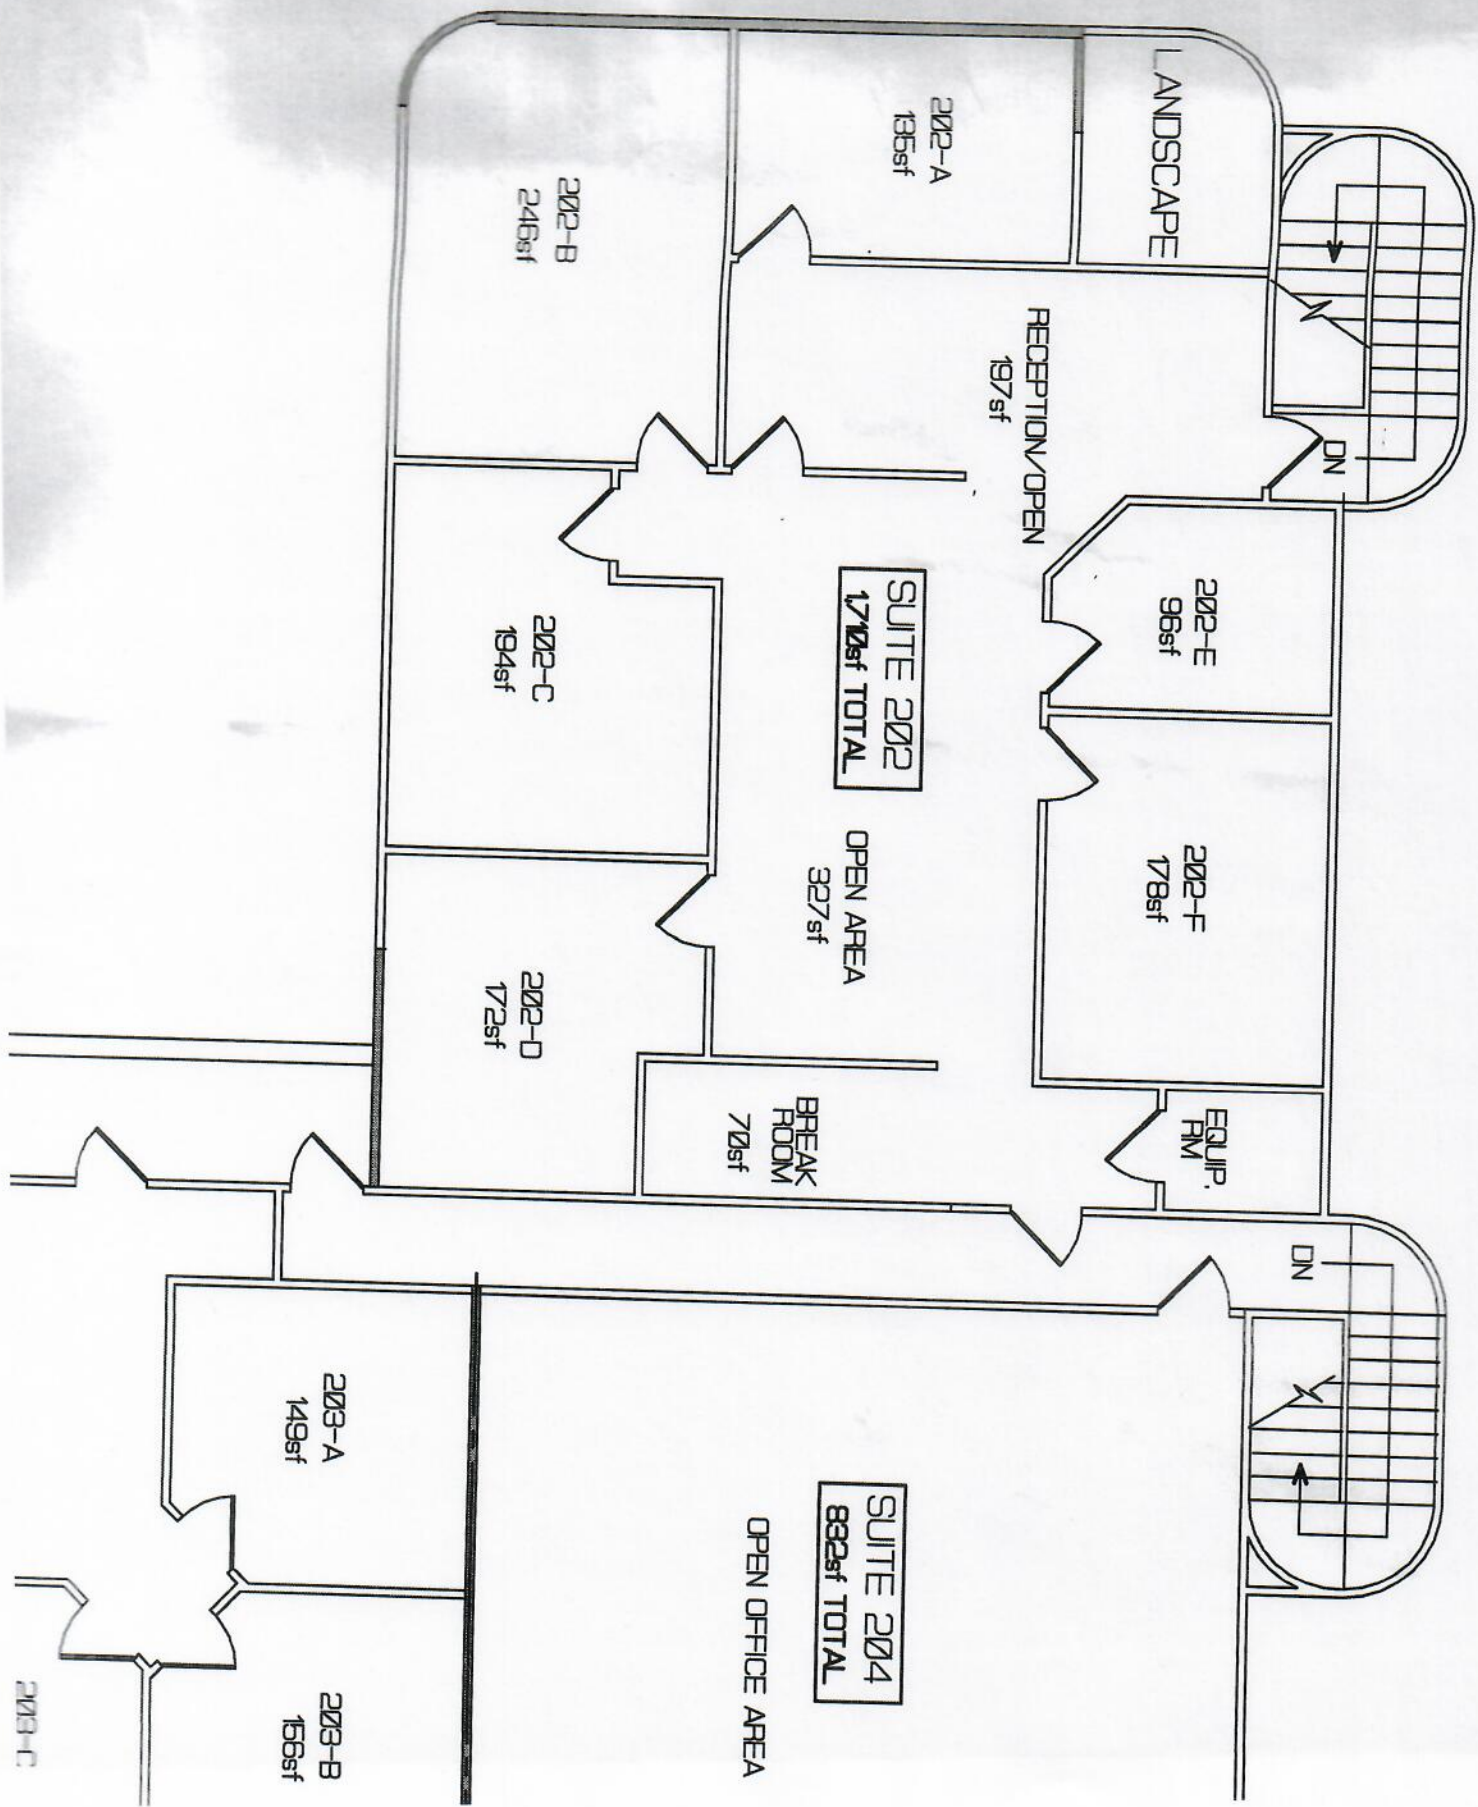 LANDSCAPE
DN
202-A
135sf
RECEPTION/OPEN
197sf
202-E
96sf
202-B
246sf
SUITE 202
1,710sf TOTAL
202-F
178sf
202-C
194sf
OPEN AREA
327sf
EQUIP.
RM
202-D
172sf
BREAK
ROOM
70sf
DN
SUITE 204
832sf TOTAL
OPEN OFFICE AREA
203-A
149sf
203-B
156sf
203-C